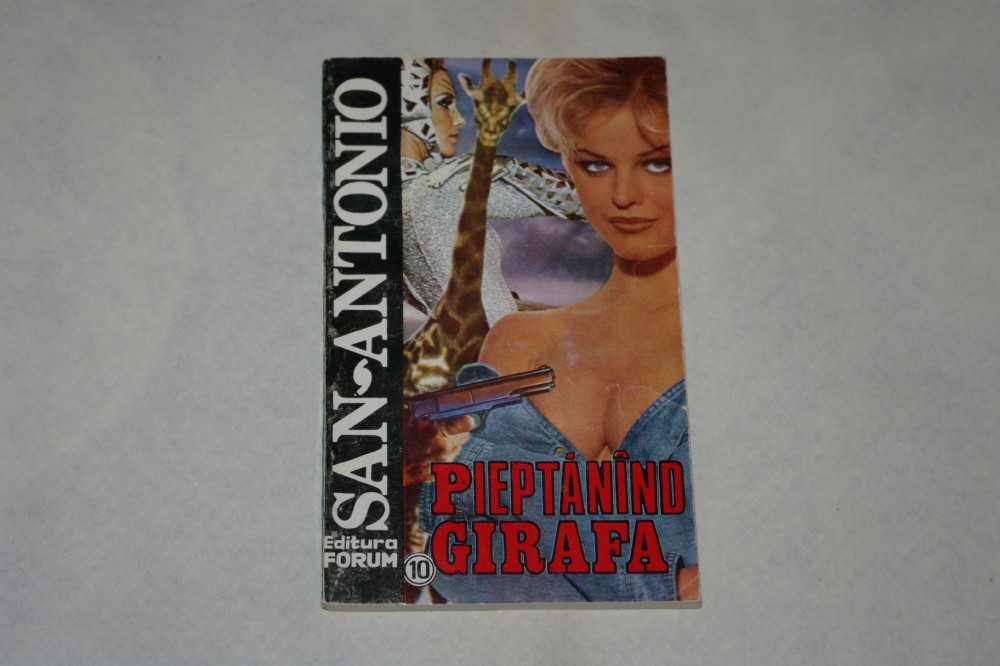 SAN-ANTONIO
Editura
FORUM
10
PIEPTĂNÎND
GIRAFA